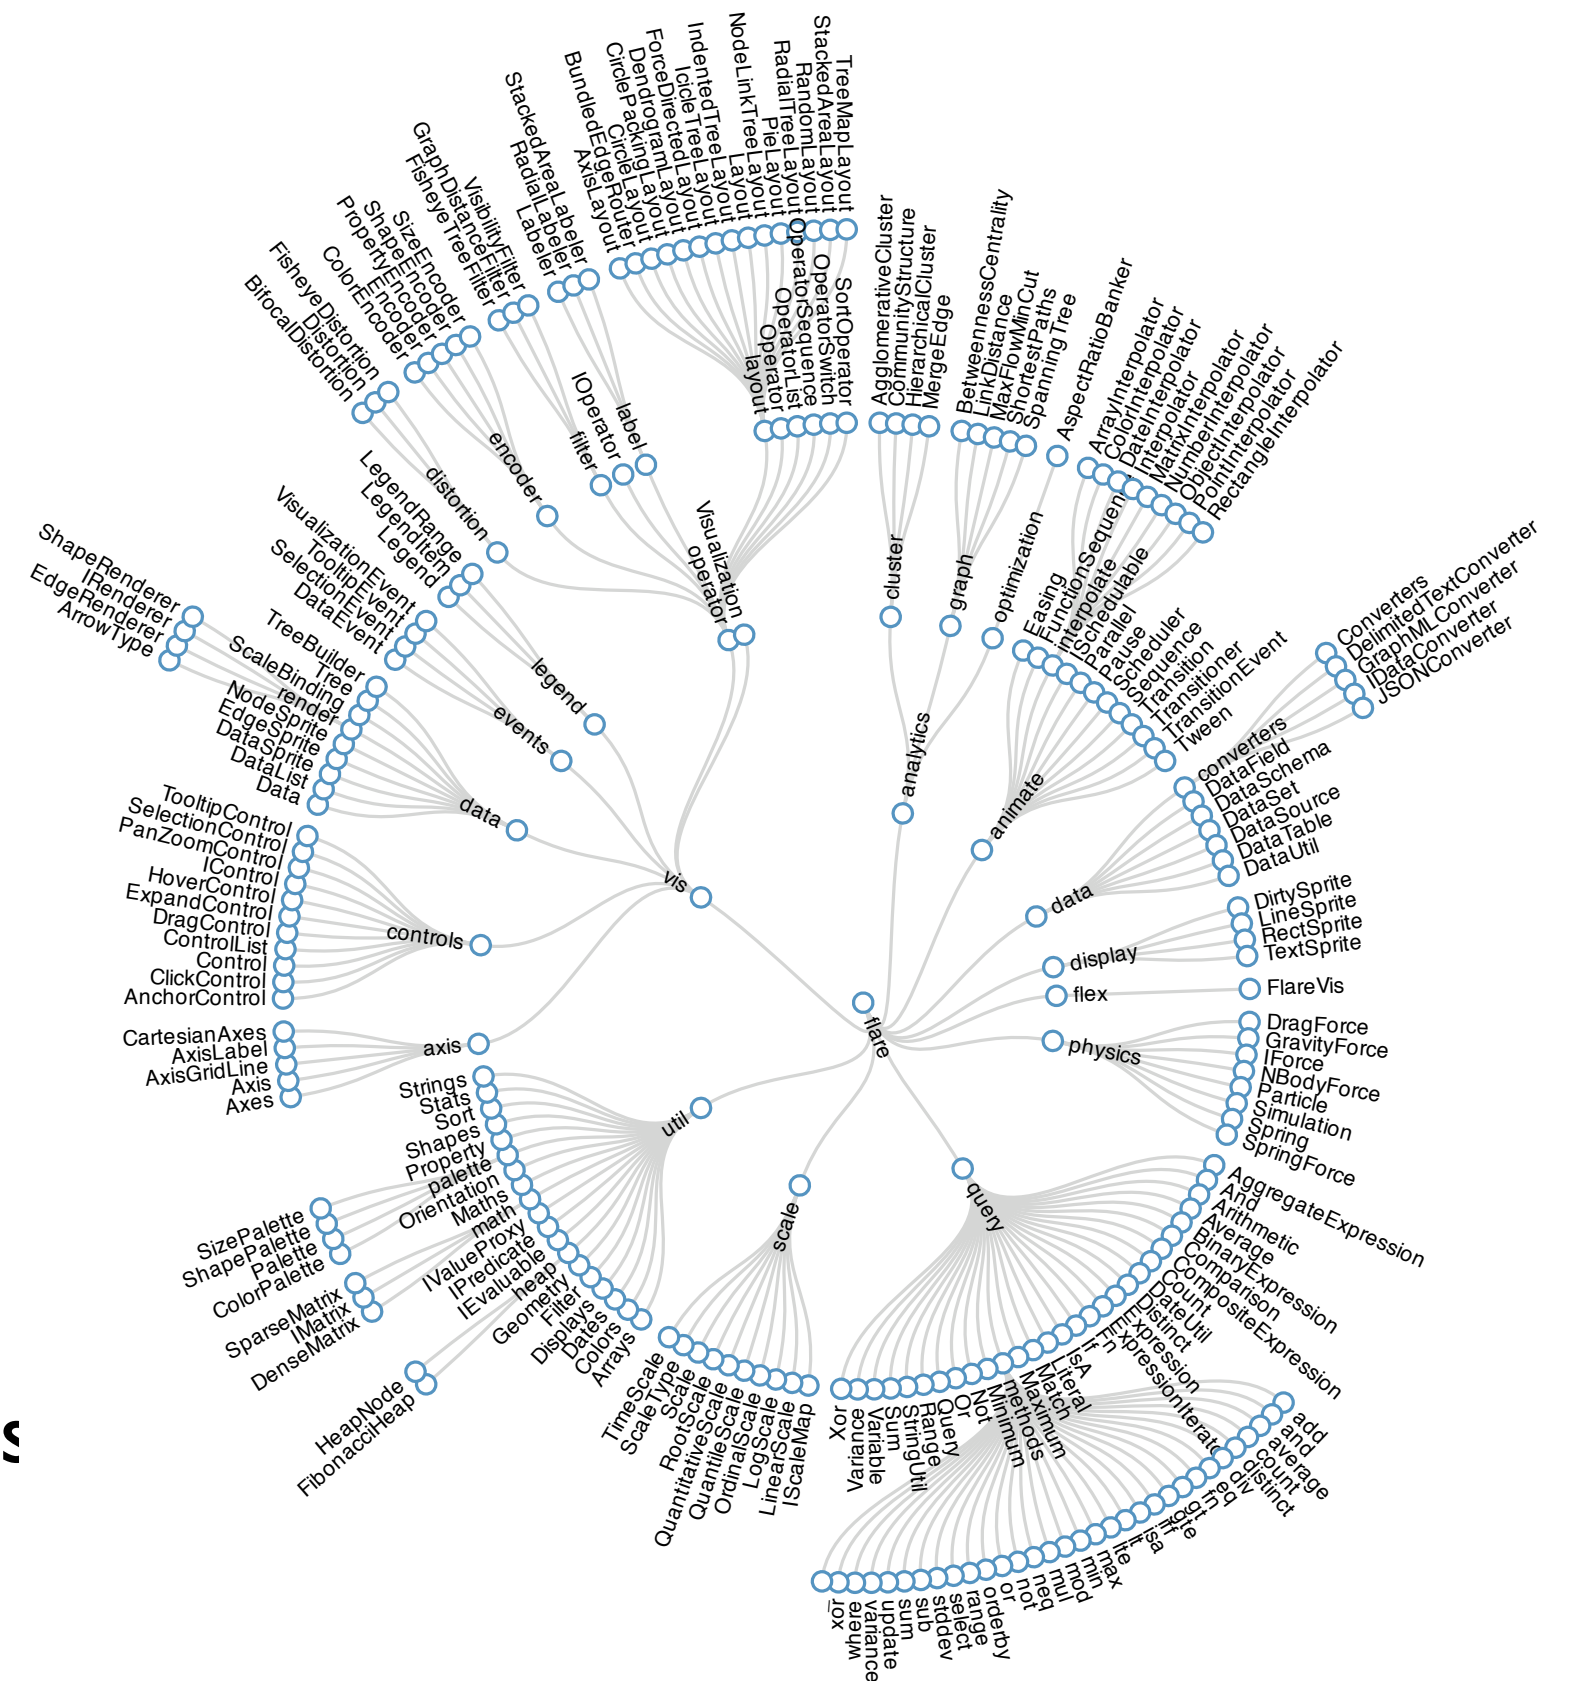 flare
analytics
cluster
AgglomerativeCluster
CommunityStructure
HierarchicalCluster
MergeEdge
graph
BetweennessCentrality
LinkDistance
MaxFlowMinCut
ShortestPaths
SpanningTree
optimization
AspectRatioBanker
animate
Easing
FunctionSequence
interpolate
ArrayInterpolator
ColorInterpolator
DateInterpolator
Interpolator
MatrixInterpolator
NumberInterpolator
ObjectInterpolator
PointInterpolator
RectangleInterpolator
ISchedulable
Parallel
Pause
Scheduler
Sequence
Transition
Transitioner
TransitionEvent
Tween
data
converters
Converters
DelimitedTextConverter
GraphMLConverter
IDataConverter
JSONConverter
DataField
DataSchema
DataSet
DataSource
DataTable
DataUtil
display
DirtySprite
LineSprite
RectSprite
TextSprite
flex
FlareVis
physics
DragForce
GravityForce
IForce
NBodyForce
Particle
Simulation
Spring
SpringForce
query
AggregateExpression
And
Arithmetic
Average
BinaryExpression
Comparison
CompositeExpression
Count
DateUtil
Distinct
Expression
ExpressionIterator
Fn
If
IsA
Literal
Match
Maximum
methods
add
and
average
count
distinct
div
eq
fn
gt
gte
iff
isa
lt
lte
max
min
mod
mul
neq
not
or
orderby
range
select
stddev
sub
sum
update
variance
where
xor
_
Minimum
Not
Or
Query
Range
StringUtil
Sum
Variable
Variance
Xor
scale
IScaleMap
LinearScale
LogScale
OrdinalScale
QuantileScale
QuantitativeScale
RootScale
Scale
ScaleType
TimeScale
util
Arrays
Colors
Dates
Displays
Filter
Geometry
heap
FibonacciHeap
HeapNode
IEvaluable
IPredicate
IValueProxy
math
DenseMatrix
IMatrix
SparseMatrix
Maths
Orientation
palette
ColorPalette
Palette
ShapePalette
SizePalette
Property
Shapes
Sort
Stats
Strings
vis
axis
Axes
Axis
AxisGridLine
AxisLabel
CartesianAxes
controls
AnchorControl
ClickControl
Control
ControlList
DragControl
ExpandControl
HoverControl
IControl
PanZoomControl
SelectionControl
TooltipControl
data
Data
DataList
DataSprite
EdgeSprite
NodeSprite
render
ArrowType
EdgeRenderer
IRenderer
ShapeRenderer
ScaleBinding
Tree
TreeBuilder
events
DataEvent
SelectionEvent
TooltipEvent
VisualizationEvent
legend
Legend
LegendItem
LegendRange
operator
distortion
BifocalDistortion
Distortion
FisheyeDistortion
encoder
ColorEncoder
Encoder
PropertyEncoder
ShapeEncoder
SizeEncoder
filter
FisheyeTreeFilter
GraphDistanceFilter
VisibilityFilter
IOperator
label
Labeler
RadialLabeler
StackedAreaLabeler
layout
AxisLayout
BundledEdgeRouter
CircleLayout
CirclePackingLayout
DendrogramLayout
ForceDirectedLayout
IcicleTreeLayout
IndentedTreeLayout
Layout
NodeLinkTreeLayout
PieLayout
RadialTreeLayout
RandomLayout
StackedAreaLayout
TreeMapLayout
Operator
OperatorList
OperatorSequence
OperatorSwitch
SortOperator
Visualization
s